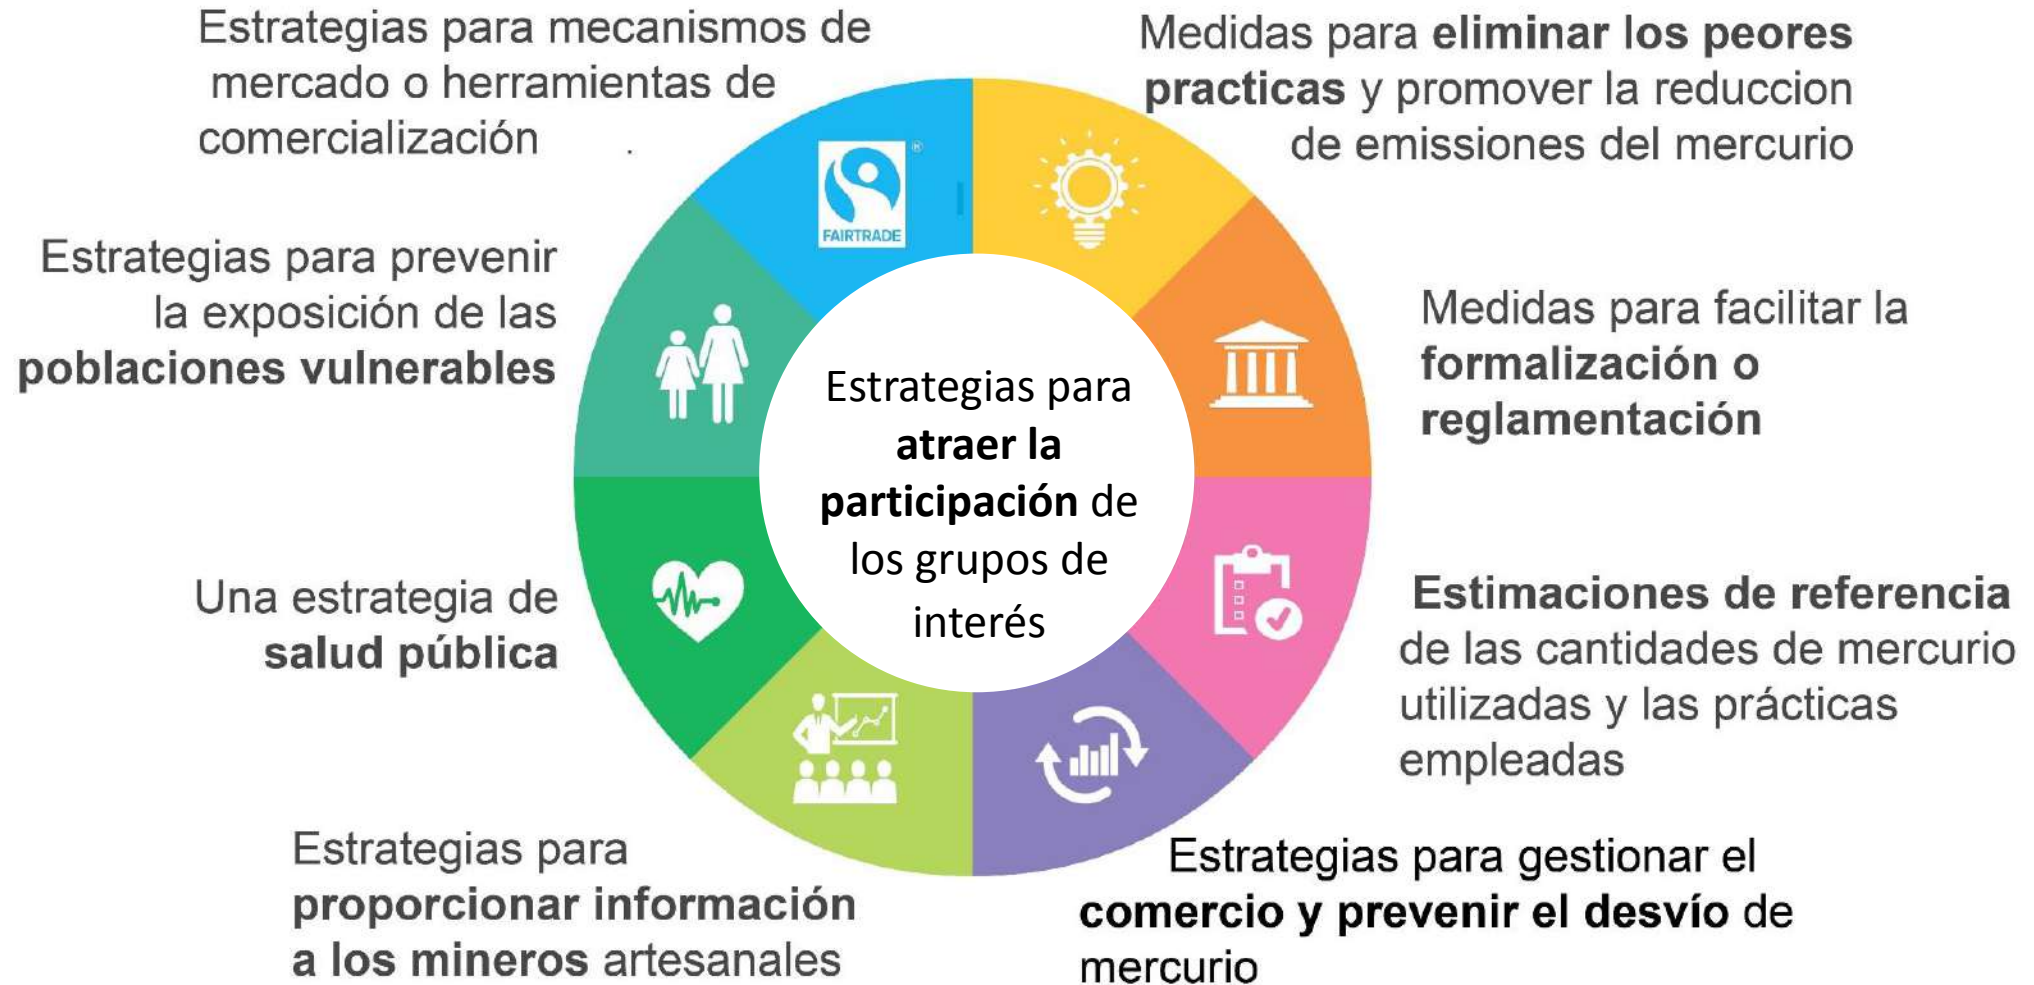 Estrategias para mecanismos de
mercado o herramientas de
comercialización .
Medidas para eliminar los peores
practicas y promover la reduccion
de emissiones del mercurio
FAIRTRADE
®
Estrategias para prevenir
la exposición de las
poblaciones vulnerables
Medidas para facilitar la
formalización o
reglamentación
Estrategias para
atraer la
participación de
los grupos de
interés
Una estrategia de
salud pública
Estimaciones de referencia
de las cantidades de mercurio
utilizadas y las prácticas
empleadas
Estrategias para
proporcionar información
a los mineros artesanales
Estrategias para gestionar el
comercio y prevenir el desvío de
mercurio